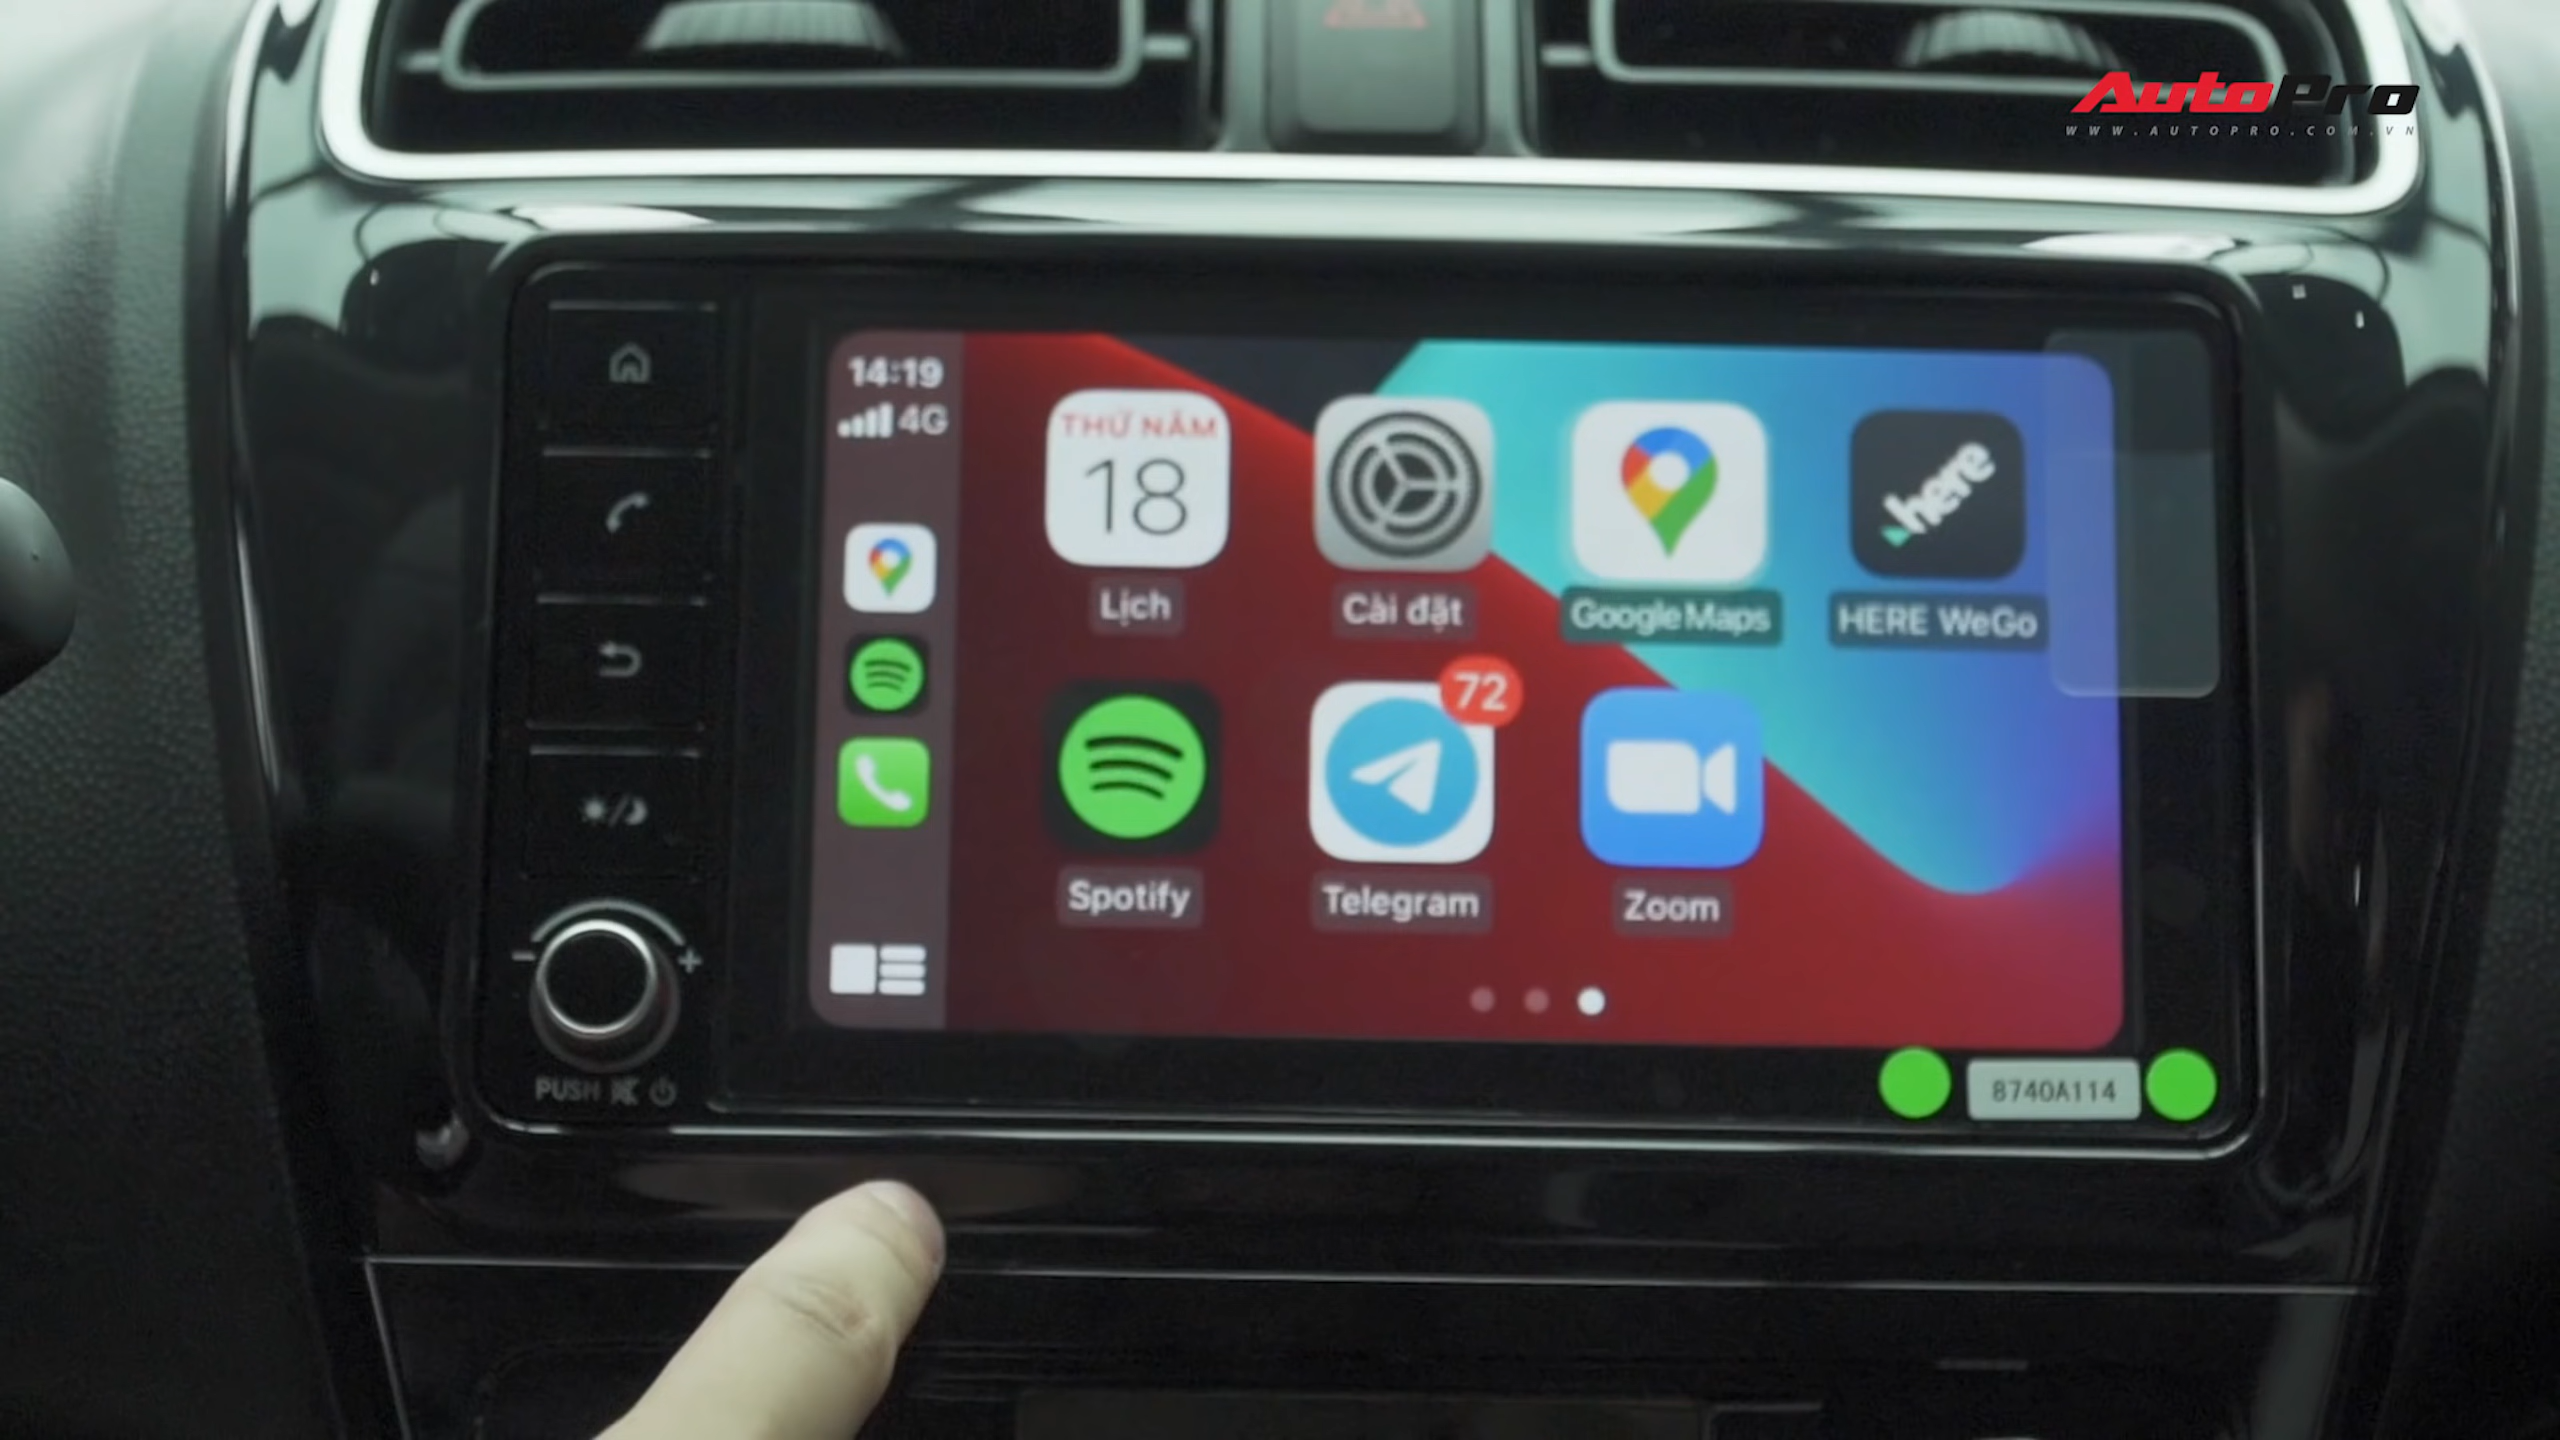 AutoPro
WWW.AUTOPRO.COM.VN
14:19
4G
THỨ NĂM
18
Lịch
Cài đặt
Google Maps
here
HERE WeGo
72
Spotify
Telegram
Zoom
- +
PUSH
8740A114